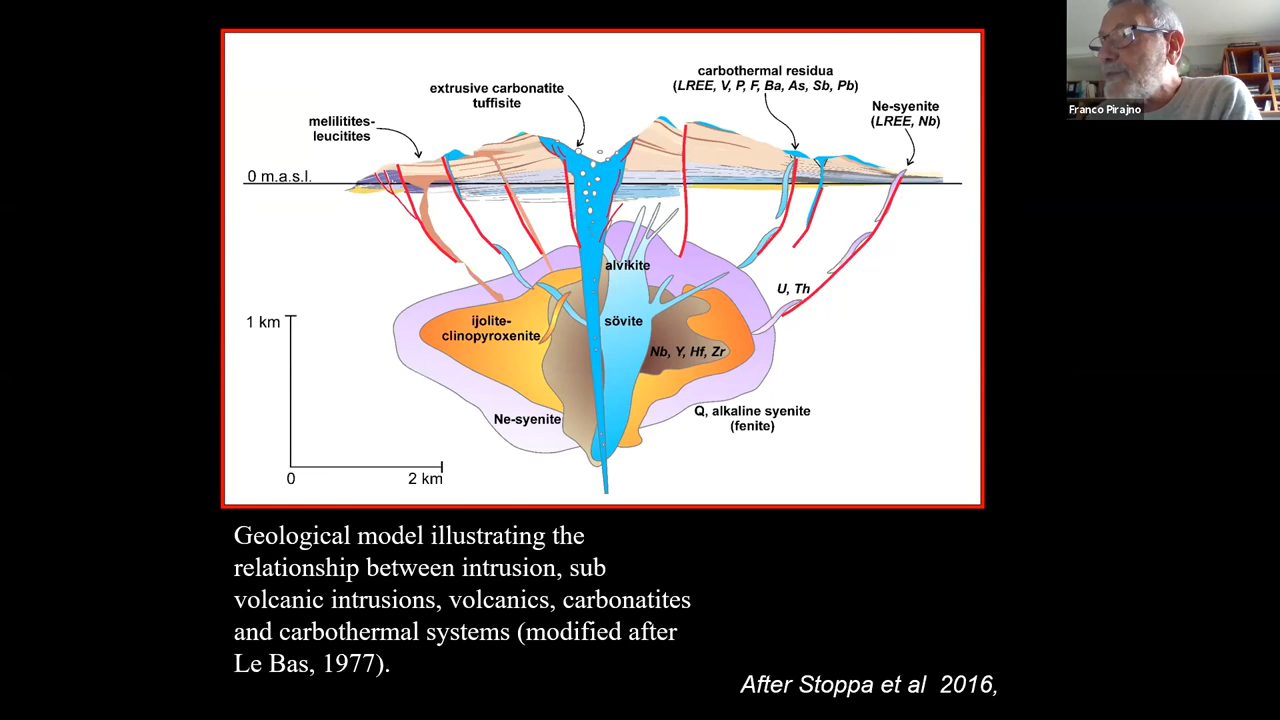 Franco Pirajno
carbothermal residua
(LREE, V, P, F, Ba, As, Sb, Pb)
extrusive carbonatite
tuffisite
Ne-syenite
(LREE, Nb)
melilitites-
leucitites
0 m.a.s.l.
alvikite
U, Th
1 km
ijolite-
clinopyroxenite
sövite
Nb, Y, Hf, Zr
Ne-syenite
Q, alkaline syenite
(fenite)
0
2 km
Geological model illustrating the
relationship between intrusion, sub
volcanic intrusions, volcanics, carbonatites
and carbothermal systems (modified after
Le Bas, 1977).
After Stoppa et al 2016,